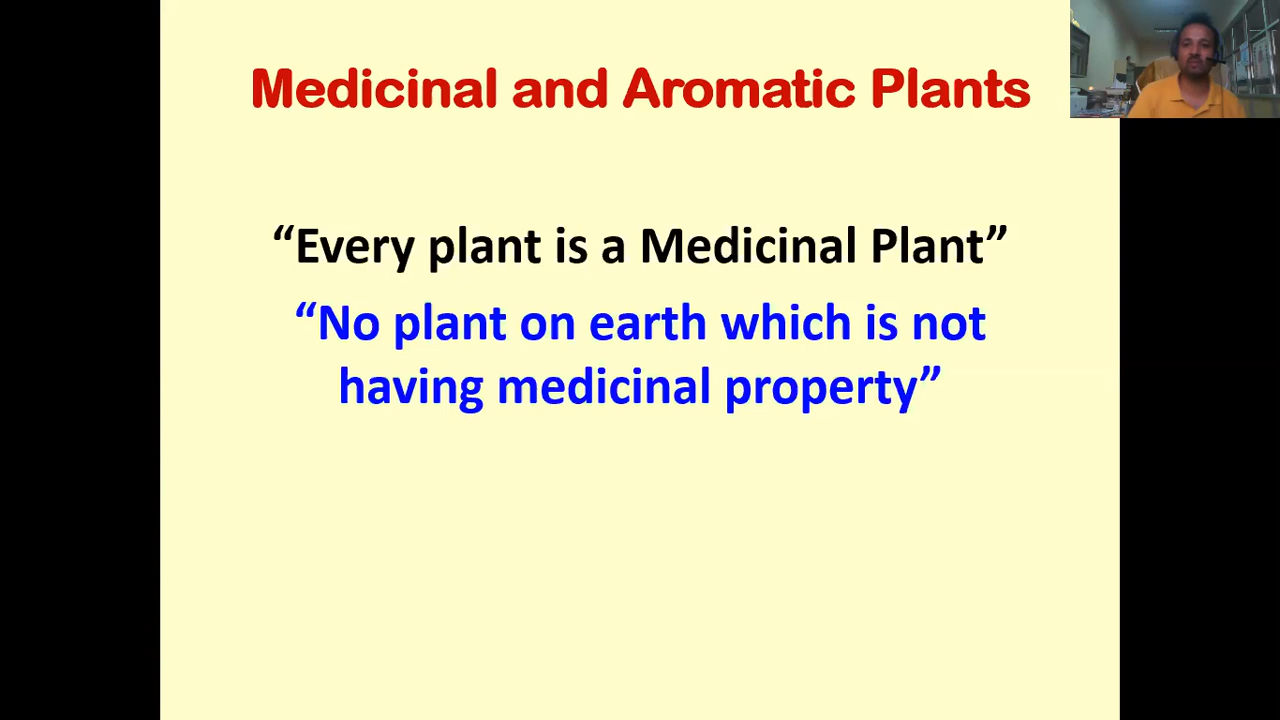 Medicinal and Aromatic Plants
“Every plant is a Medicinal Plant”
“No plant on earth which is not
having medicinal property”